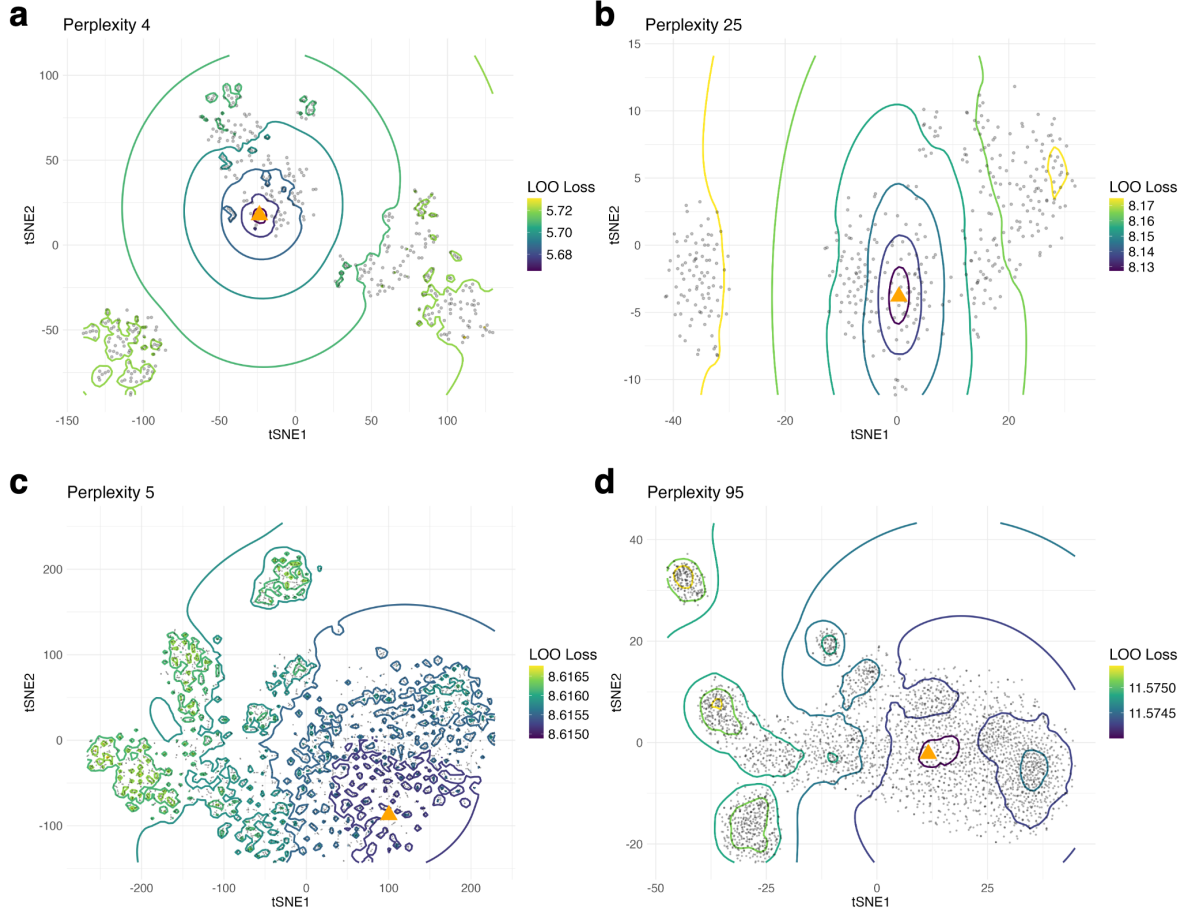 a
Perplexity 4
100
50
0
-50
tSNE2
-150
-100
-50
0
50
100
tSNE1
LOO Loss
5.72
5.70
5.68
b
Perplexity 25
15
10
5
0
-5
-10
tSNE2
-40
-20
0
20
tSNE1
LOO Loss
8.17
8.16
8.15
8.14
8.13
c
Perplexity 5
200
100
0
-100
tSNE2
-200
-100
0
100
200
tSNE1
LOO Loss
8.6165
8.6160
8.6155
8.6150
d
Perplexity 95
40
20
0
-20
tSNE2
-50
-25
0
25
tSNE1
LOO Loss
11.5750
11.5745